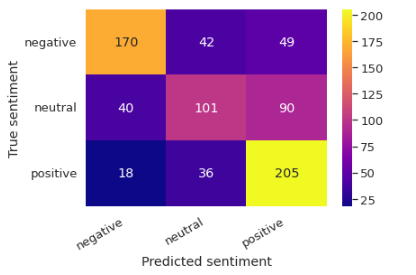 negative 170 42 49
neutral 40 101 90
positive 18 36 205
negative neutral positive
Predicted sentiment
True sentiment
200
175
150
125
100
75
50
25